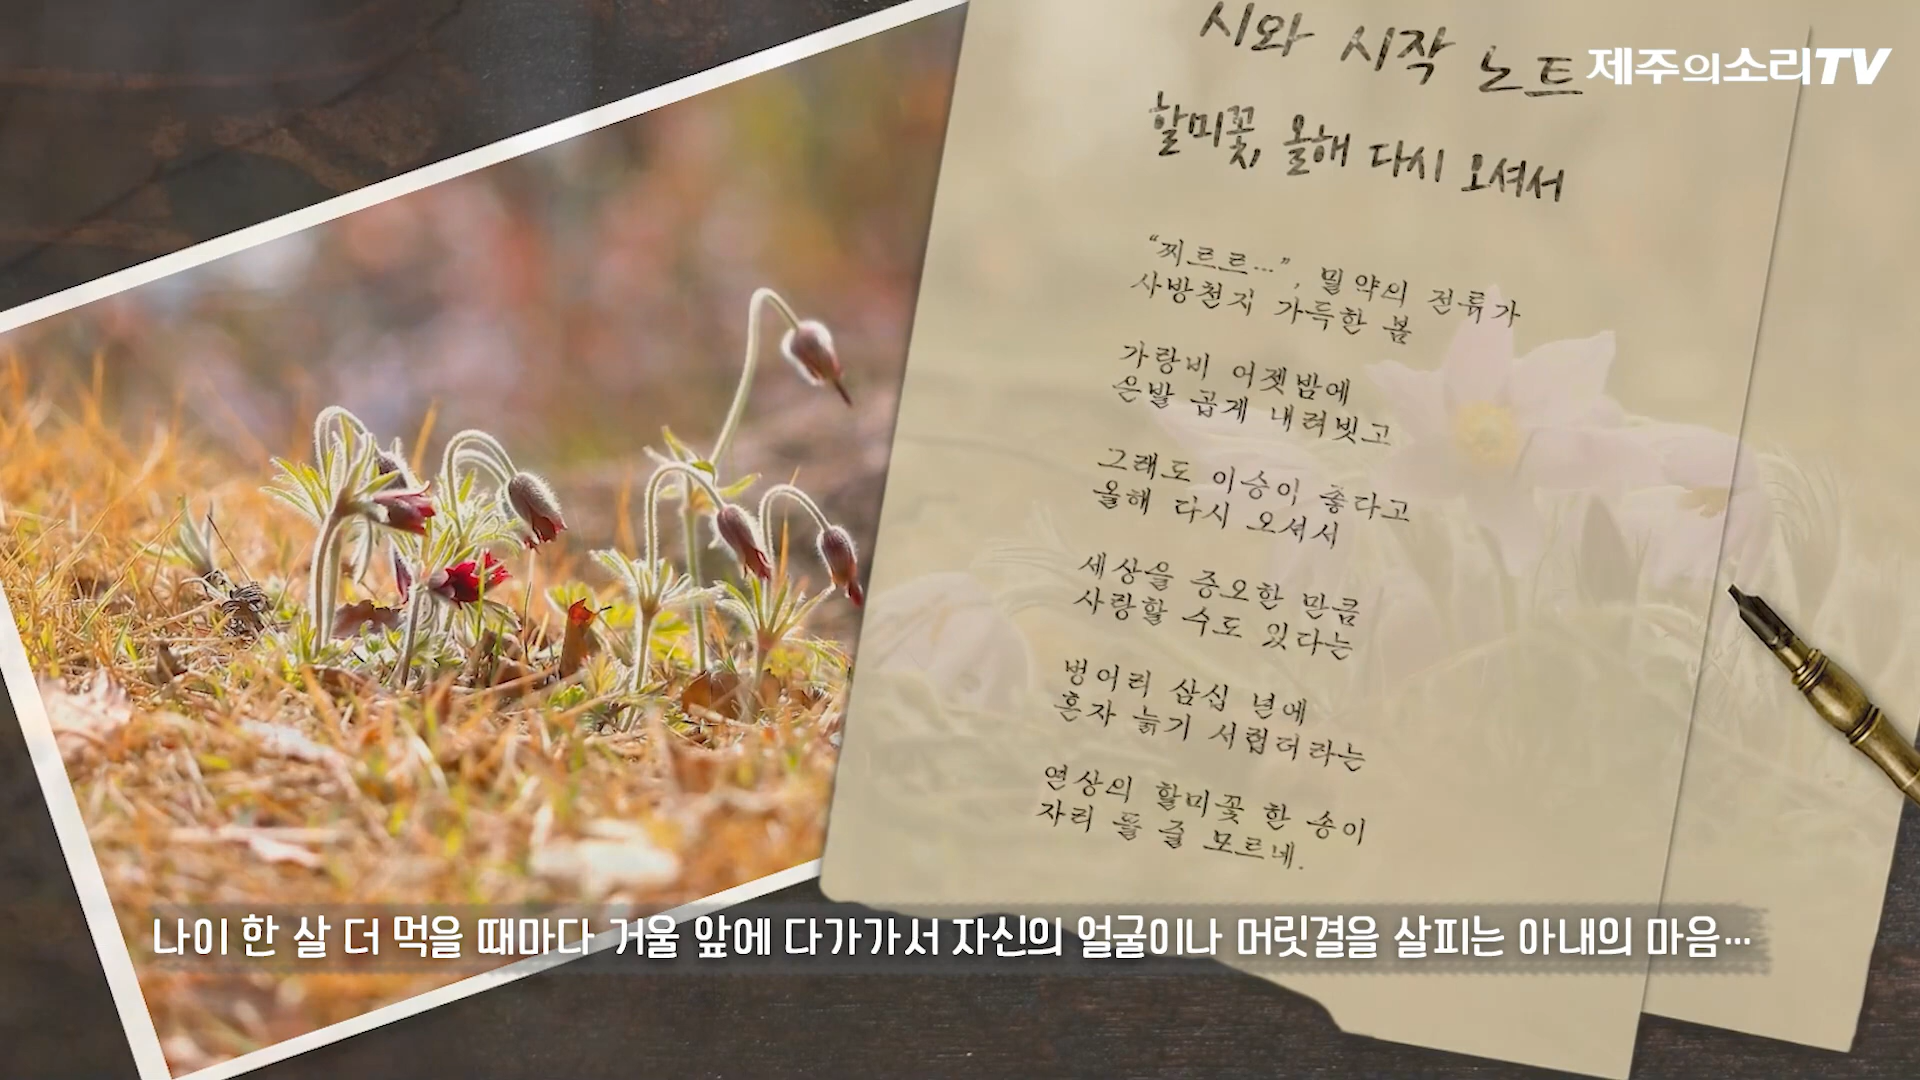 시와 시작 노트
제주의소리TV
할미꽃, 올해 다시 오셔서
“찌르르…”, 밀약의 전류가
사방천지 가득한 봄
가랑비 어젯밤에
은발 곱게 내려빗고
그래도 이승이 좋다고
올해 다시 오셔서
세상을 증오한 만큼
사랑할 수도 있다는
벙어리 삼십 년에
혼자 늙기 서럽더라는
연상의 할미꽃 한 송이
자리 뜰 줄 모르네.
나이 한 살 더 먹을 때마다 거울 앞에 다가가서 자신의 얼굴이나 머릿결을 살피는 아내의 마음…